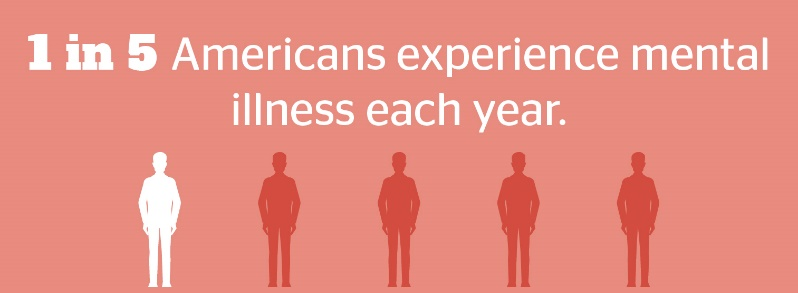 1 in 5 Americans experience mental
illness each year.